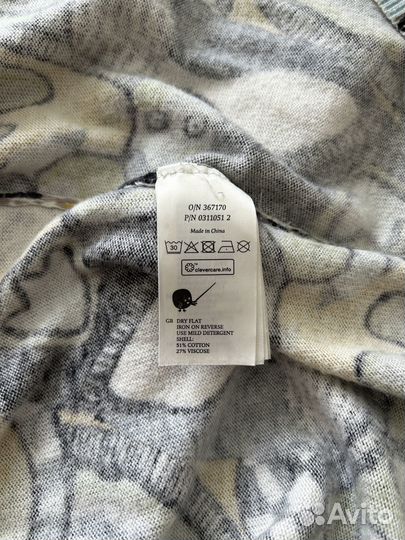 O/N 367170
P/N 0311051 2
Made in China
30
clevercare.info
GB DRY FLAT
IRON ON REVERSE
USE MILD DETERGENT
SHELL:
51% COTTON
27% VISCOSE
Avito